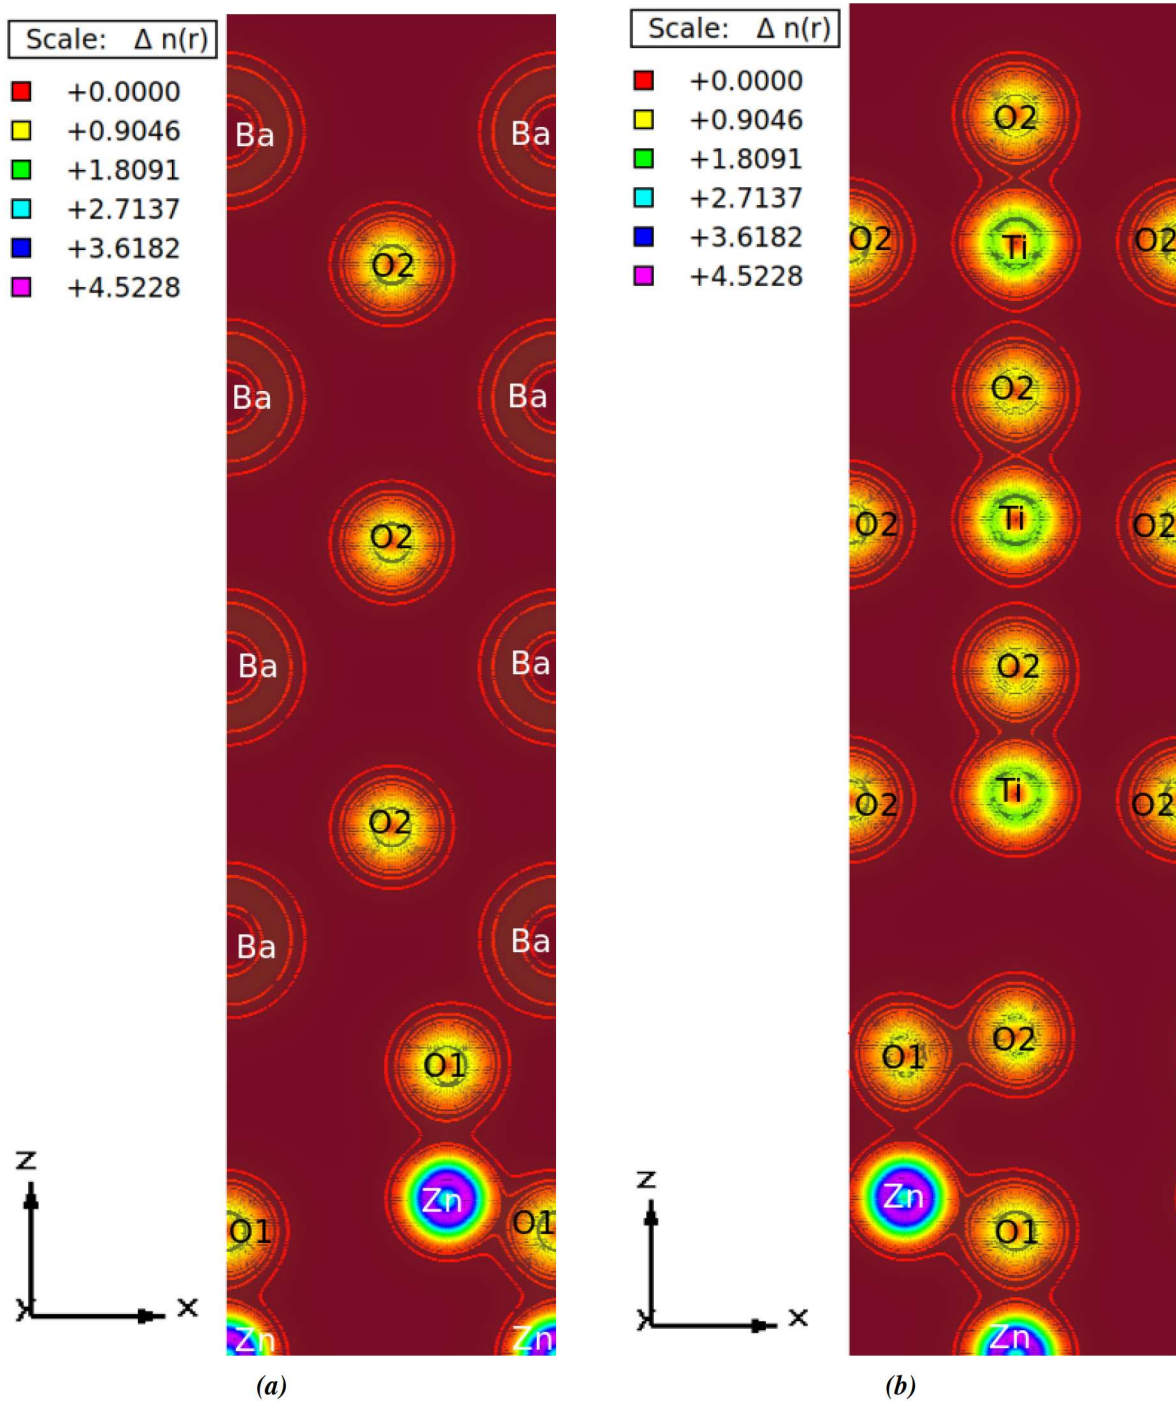 Scale: Δ n(r)
+0.0000
+0.9046
+1.8091
+2.7137
+3.6182
+4.5228
Ba Ba
O2
Ba Ba
O2
Ba Ba
O2
Ba Ba
O1
Zn
O1 O1
Zn Zn
Z
Y X
(a)
Scale: Δ n(r)
+0.0000
+0.9046
+1.8091
+2.7137
+3.6182
+4.5228
O2
O2 Ti O2
O2
O2 Ti O2
O2
O2 Ti O2
O1 O2
Zn
O1
Zn
Z
Y X
(b)